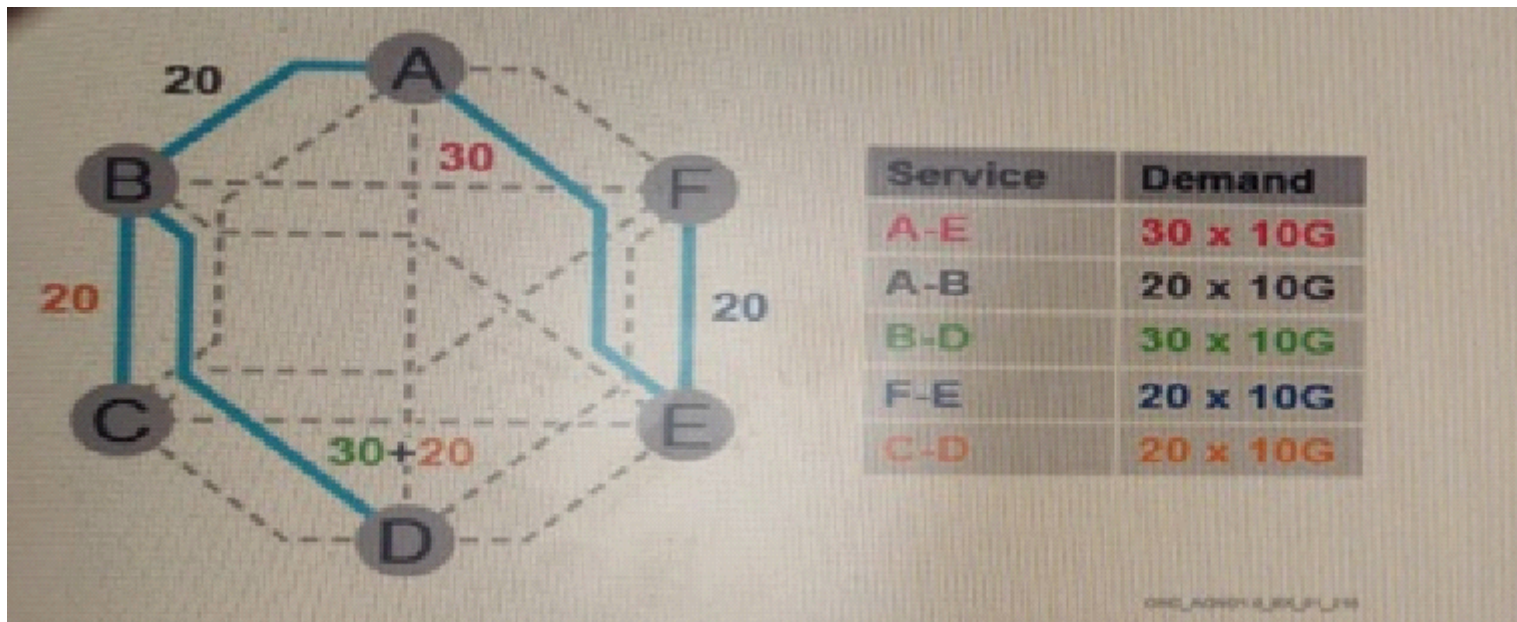 A
20
30
B
F
20
20
C
E
30+20
D
Service Demand
A-E 30 x 10G
A-B 20 x 10G
B-D 30 x 10G
F-E 20 x 10G
C-D 20 x 10G